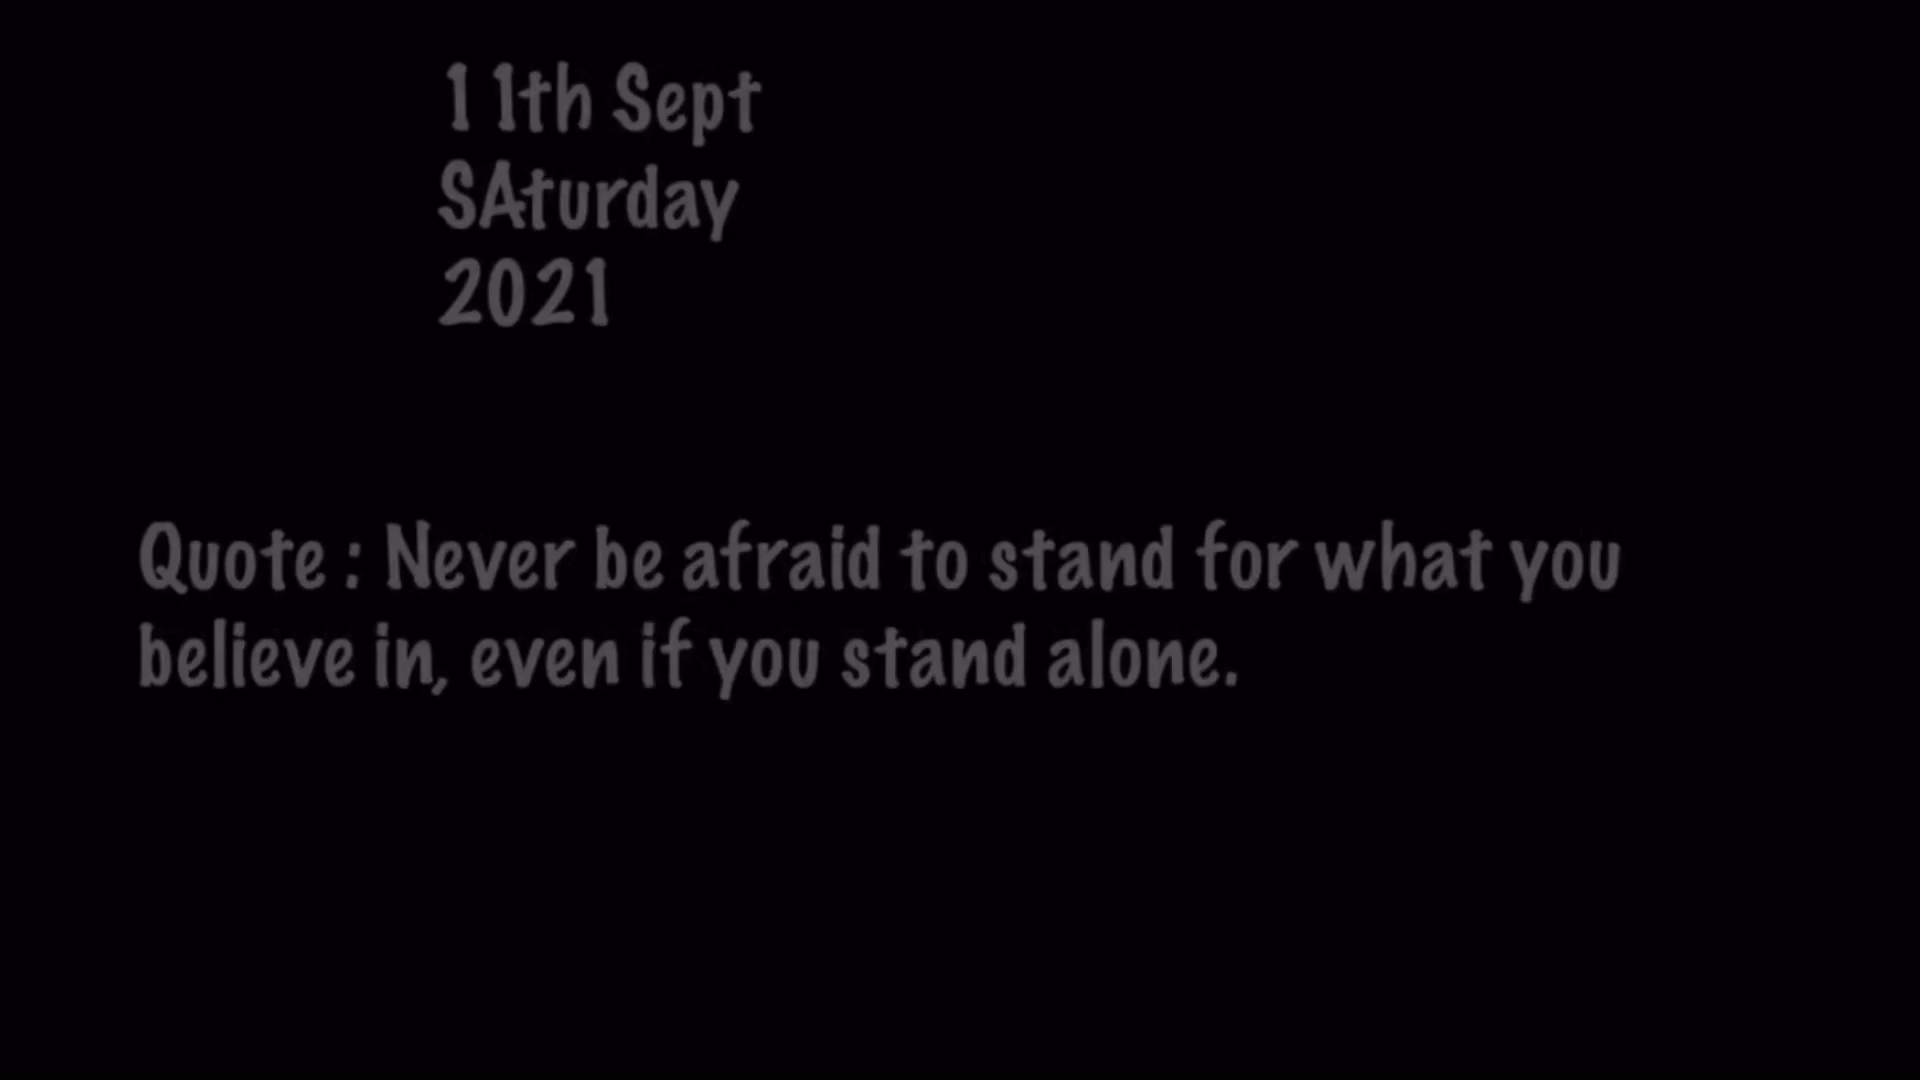 11th Sept
SAturday
2021
Quote : Never be afraid to stand for what you
believe in, even if you stand alone.